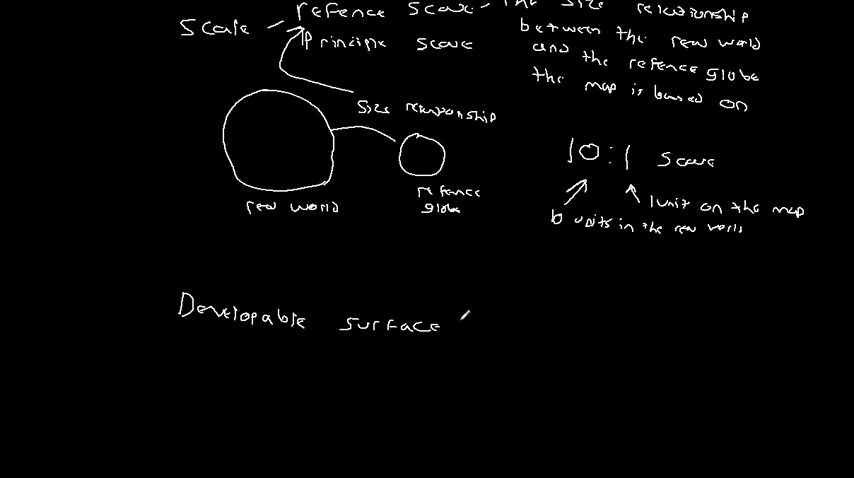 Scale - refence scale - The size relationship
Principle scale
between the real world
and the refence globe
the map is based on
Size relationship
10:1 scale
refence
globe
real world
1 unit on the map
10 units in the real world
Developable surface